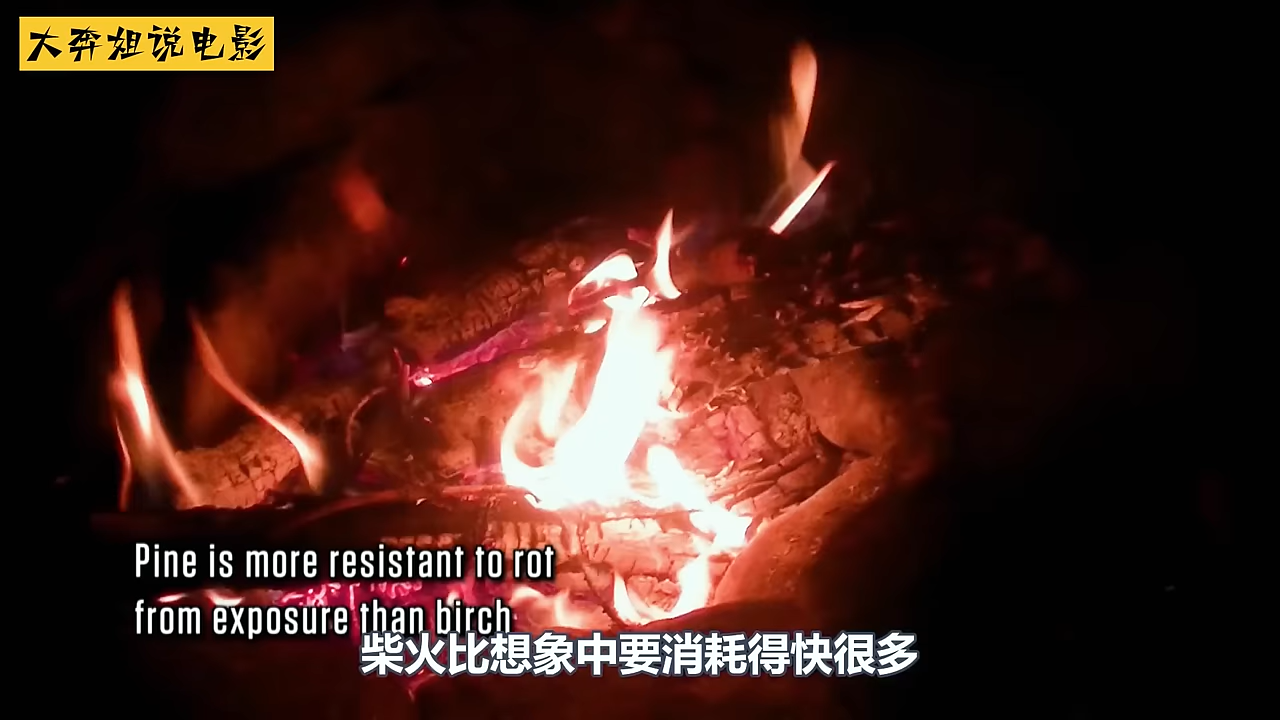 大奔姐说电影
Pine is more resistant to rot
from exposure than birch
柴火比想象中要消耗得快很多